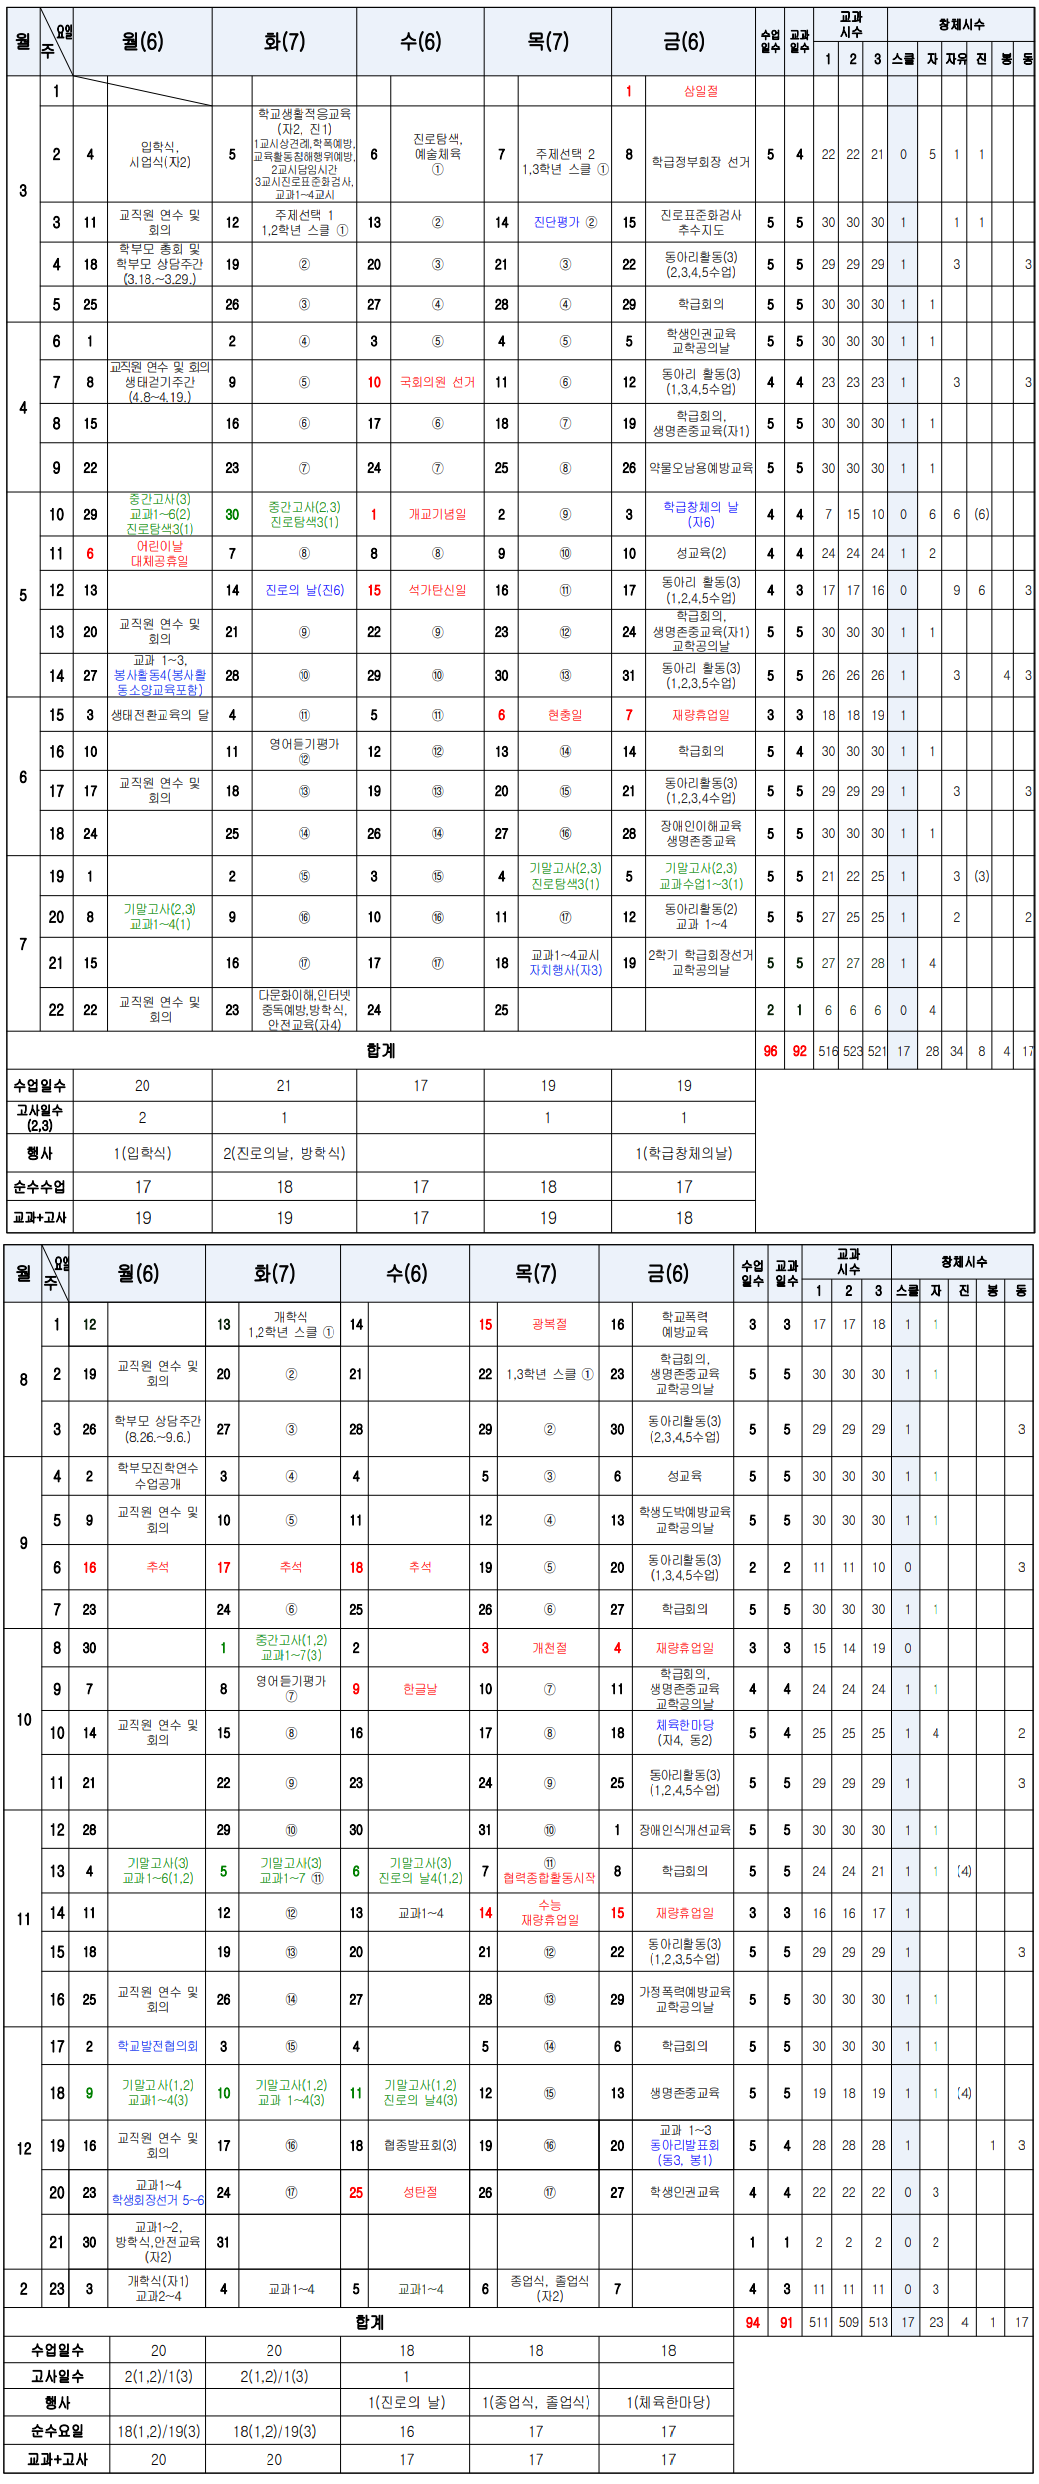 월 주 요일 월(6) 화(7) 수(6) 목(7) 금(6) 수업일수 교과일수 교과시수 창체시수
1 2 3 스클 자 자유 진 봉 동
3
1 1 삼일절
2 4 입학식, 시업식(자2) 5 학교생활적응교육 (자2, 진1) 1교시상견례,학폭예방, 교육활동침해행위예방, 2교시담임시간 3교시진로표준화검사, 교과1~4교시 6 진로탐색, 예술체육 ① 7 주제선택 2 1,3학년 스클 ① 8 학급정부회장 선거 5 4 22 22 21 0 5 1 1
3 11 교직원 연수 및 회의 12 주제선택 1 1,2학년 스클 ① 13 ② 14 진단평가 ② 15 진로표준화검사 추수지도 5 5 30 30 30 1 1 1
4 18 학부모 총회 및 학부모 상담주간 (3.18.~3.29.) 19 ② 20 ③ 21 ③ 22 동아리활동(3) (2,3,4,5수업) 5 5 29 29 29 1 3 3
5 25 26 ③ 27 ④ 28 ④ 29 학급회의 5 5 30 30 30 1 1
4
6 1 2 ④ 3 ⑤ 4 ⑤ 5 학생인권교육 교학공의날 5 5 30 30 30 1 1
7 8 교직원 연수 및 회의 생태걷기주간 (4.8~4.19.) 9 ⑤ 10 국회의원 선거 11 ⑥ 12 동아리 활동(3) (1,3,4,5수업) 4 4 23 23 23 1 3 3
8 15 16 ⑥ 17 ⑥ 18 ⑦ 19 학급회의, 생명존중교육(자1) 5 5 30 30 30 1 1
9 22 23 ⑦ 24 ⑦ 25 ⑧ 26 약물오남용예방교육 5 5 30 30 30 1 1
5
10 29 중간고사(3) 교과1~6(2) 진로탐색3(1) 30 중간고사(2,3) 진로탐색3(1) 1 개교기념일 2 ⑨ 3 학급창체의 날 (자6) 4 4 7 15 10 0 6 6 (6)
11 6 어린이날 대체공휴일 7 ⑧ 8 ⑧ 9 ⑩ 10 성교육(2) 4 4 24 24 24 1 2
12 13 14 진로의 날(진6) 15 석가탄신일 16 ⑪ 17 동아리 활동(3) (1,2,4,5수업) 4 3 17 17 16 0 9 6 3
13 20 교직원 연수 및 회의 21 ⑨ 22 ⑨ 23 ⑫ 24 학급회의, 생명존중교육(자1) 교학공의날 5 5 30 30 30 1 1
14 27 교과 1~3, 봉사활동4(봉사활동소양교육포함) 28 ⑩ 29 ⑩ 30 ⑬ 31 동아리 활동(3) (1,2,3,5수업) 5 5 26 26 26 1 3 4 3
6
15 3 생태전환교육의 달 4 ⑪ 5 ⑪ 6 현충일 7 재량휴업일 3 3 18 18 19 1
16 10 11 영어듣기평가 ⑫ 12 ⑫ 13 ⑭ 14 학급회의 5 4 30 30 30 1 1
17 17 교직원 연수 및 회의 18 ⑬ 19 ⑬ 20 ⑮ 21 동아리활동(3) (1,2,3,4수업) 5 5 29 29 29 1 3 3
18 24 25 ⑭ 26 ⑭ 27 ⑯ 28 장애인이해교육 생명존중교육 5 5 30 30 30 1 1
7
19 1 2 ⑮ 3 ⑮ 4 기말고사(2,3) 진로탐색3(1) 5 기말고사(2,3) 교과수업1~3(1) 5 5 21 22 25 1 3 (3)
20 8 기말고사(2,3) 교과1~4(1) 9 ⑯ 10 ⑯ 11 ⑰ 12 동아리활동(2) 교과 1~4 5 5 27 25 25 1 2 2
21 15 16 ⑰ 17 ⑰ 18 교과1~4교시 자치행사(자3) 19 2학기 학급회장선거 교학공의날 5 5 27 27 28 1 4
22 22 교직원 연수 및 회의 23 다문화이해,인터넷 중독예방,방학식, 안전교육(자4) 24 25 2 1 6 6 6 0 4
합계 96 92 516 523 521 17 28 34 8 4 17
수업일수 20 21 17 19 19
고사일수 (2,3) 2 1 1 1
행사 1(입학식) 2(진로의날, 방학식) 1(학급창체의날)
순수수업 17 18 17 18 17
교과+고사 19 19 17 19 18
월 주 요일 월(6) 화(7) 수(6) 목(7) 금(6) 수업일수 교과일수 교과시수 창체시수
1 2 3 스클 자 진 봉 동
8
1 12 13 개학식 1,2학년 스클 ① 14 15 광복절 16 학교폭력 예방교육 3 3 17 17 18 1 1
2 19 교직원 연수 및 회의 20 ② 21 22 1,3학년 스클 ① 23 학급회의, 생명존중교육 교학공의날 5 5 30 30 30 1 1
3 26 학부모 상담주간 (8.26.~9.6.) 27 ③ 28 29 ② 30 동아리활동(3) (2,3,4,5수업) 5 5 29 29 29 1 3
9
4 2 학부모진학연수 수업공개 3 ④ 4 5 ③ 6 성교육 5 5 30 30 30 1 1
5 9 교직원 연수 및 회의 10 ⑤ 11 12 ④ 13 학생도박예방교육 교학공의날 5 5 30 30 30 1 1
6 16 추석 17 추석 18 추석 19 ⑤ 20 동아리활동(3) (1,3,4,5수업) 2 2 11 11 10 0 3
7 23 24 ⑥ 25 26 ⑥ 27 학급회의 5 5 30 30 30 1 1
10
8 30 1 중간고사(1,2) 교과1~7(3) 2 3 개천절 4 재량휴업일 3 3 15 14 19 0
9 7 8 영어듣기평가 ⑦ 9 한글날 10 ⑦ 11 학급회의, 생명존중교육 교학공의날 4 4 24 24 24 1 1
10 14 교직원 연수 및 회의 15 ⑧ 16 17 ⑧ 18 체육한마당 (자4, 동2) 5 4 25 25 25 1 4 2
11 21 22 ⑨ 23 24 ⑨ 25 동아리활동(3) (1,2,4,5수업) 5 5 29 29 29 1 3
11
12 28 29 ⑩ 30 31 ⑩ 1 장애인식개선교육 5 5 30 30 30 1 1
13 4 기말고사(3) 교과1~6(1,2) 5 기말고사(3) 교과1~7 ⑪ 6 기말고사(3) 진로의 날4(1,2) 7 ⑪ 협력종합활동시작 8 학급회의 5 5 24 24 21 1 1 (4)
14 11 12 ⑫ 13 교과1~4 14 수능 재량휴업일 15 재량휴업일 3 3 16 16 17 1
15 18 19 ⑬ 20 21 ⑫ 22 동아리활동(3) (1,2,3,5수업) 5 5 29 29 29 1 3
16 25 교직원 연수 및 회의 26 ⑭ 27 28 ⑬ 29 가정폭력예방교육 교학공의날 5 5 30 30 30 1 1
12
17 2 학교발전협의회 3 ⑮ 4 5 ⑭ 6 학급회의 5 5 30 30 30 1 1
18 9 기말고사(1,2) 교과1~4(3) 10 기말고사(1,2) 교과 1~4(3) 11 기말고사(1,2) 진로의 날4(3) 12 ⑮ 13 생명존중교육 5 5 19 18 19 1 1 (4)
19 16 교직원 연수 및 회의 17 ⑯ 18 협종발표회(3) 19 ⑯ 20 교과 1~3 동아리발표회 (동3, 봉1) 5 4 28 28 28 1 1 3
20 23 교과1~4 학생회장선거 5~6 24 ⑰ 25 성탄절 26 ⑰ 27 학생인권교육 4 4 22 22 22 0 3
21 30 교과1~2, 방학식,안전교육 (자2) 31 1 1 2 2 2 0 2
2 23 3 개학식(자1) 교과2~4 4 교과1~4 5 교과1~4 6 종업식, 졸업식 (자2) 7 4 3 11 11 11 0 3
합계 94 91 511 509 513 17 23 4 1 17
수업일수 20 20 18 18 18
고사일수 2(1,2)/1(3) 2(1,2)/1(3) 1
행사 1(진로의 날) 1(종업식, 졸업식) 1(체육한마당)
순수요일 18(1,2)/19(3) 18(1,2)/19(3) 16 17 17
교과+고사 20 20 17 17 17